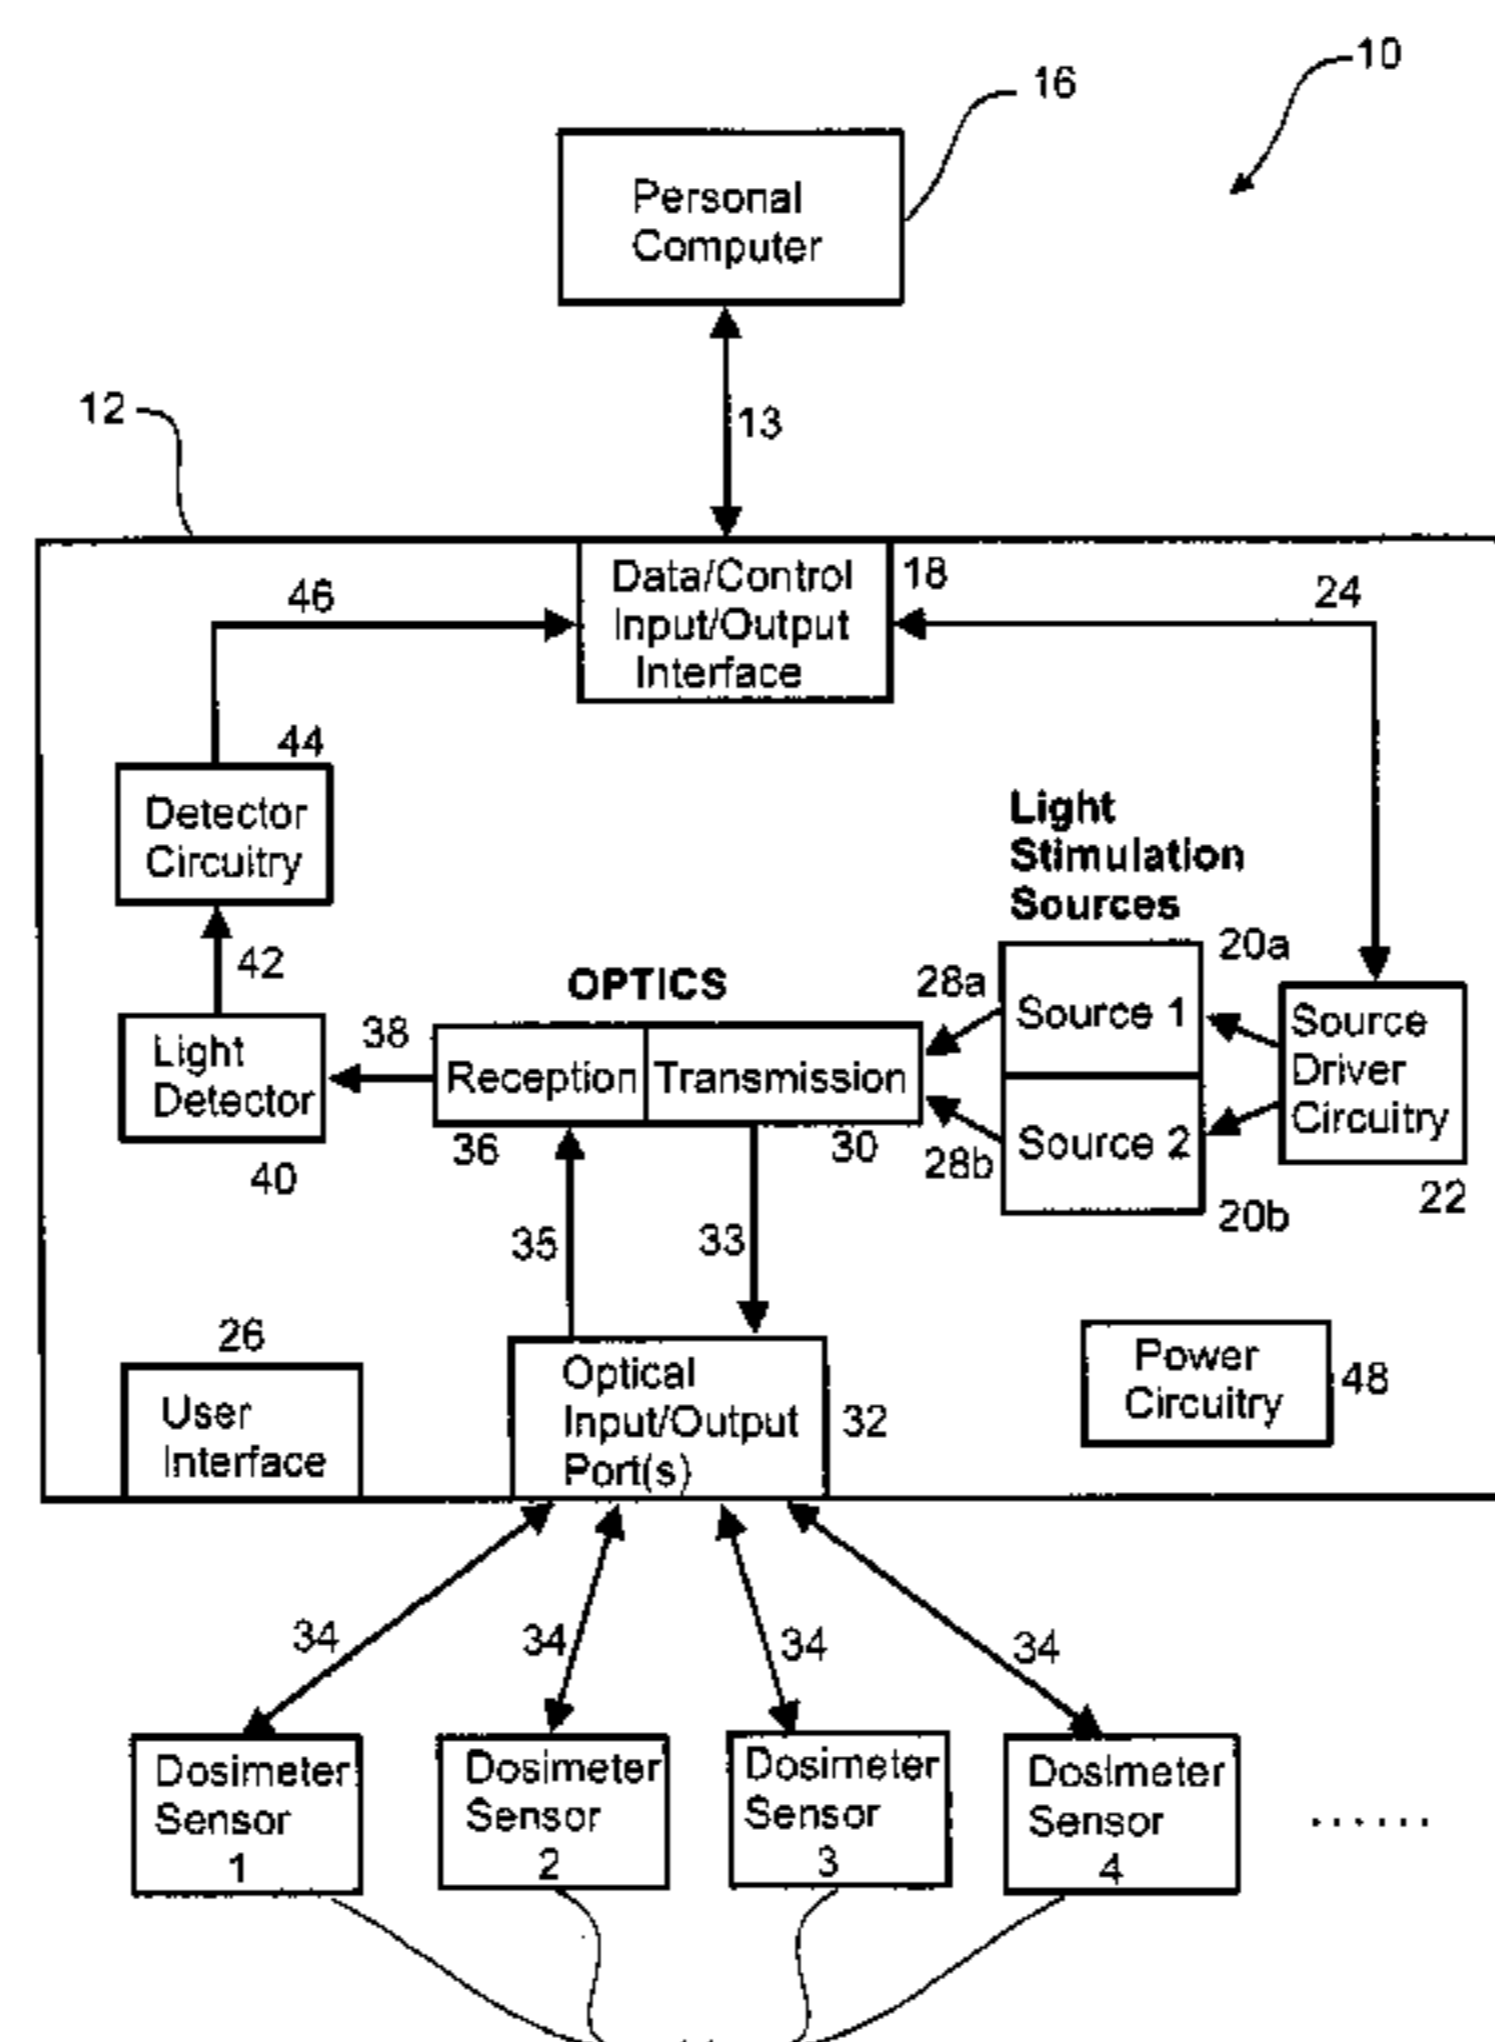 10
16
Personal
Computer
13
12
Data/Control
Input/Output
Interface
18
24
46
44
Detector
Circuitry
42
Light
Stimulation
Sources
20a
28a
Source 1
Source
Driver
Circuitry
22
OPTICS
38
Light
Detector
40
Reception
Transmission
36
30
28b
Source 2
20b
35
33
26
User
Interface
Optical
Input/Output
Port(s)
32
Power
Circuitry
48
34
34
34
34
Dosimeter
Sensor
1
Dosimeter
Sensor
2
Dosimeter
Sensor
3
Dosimeter
Sensor
4
......